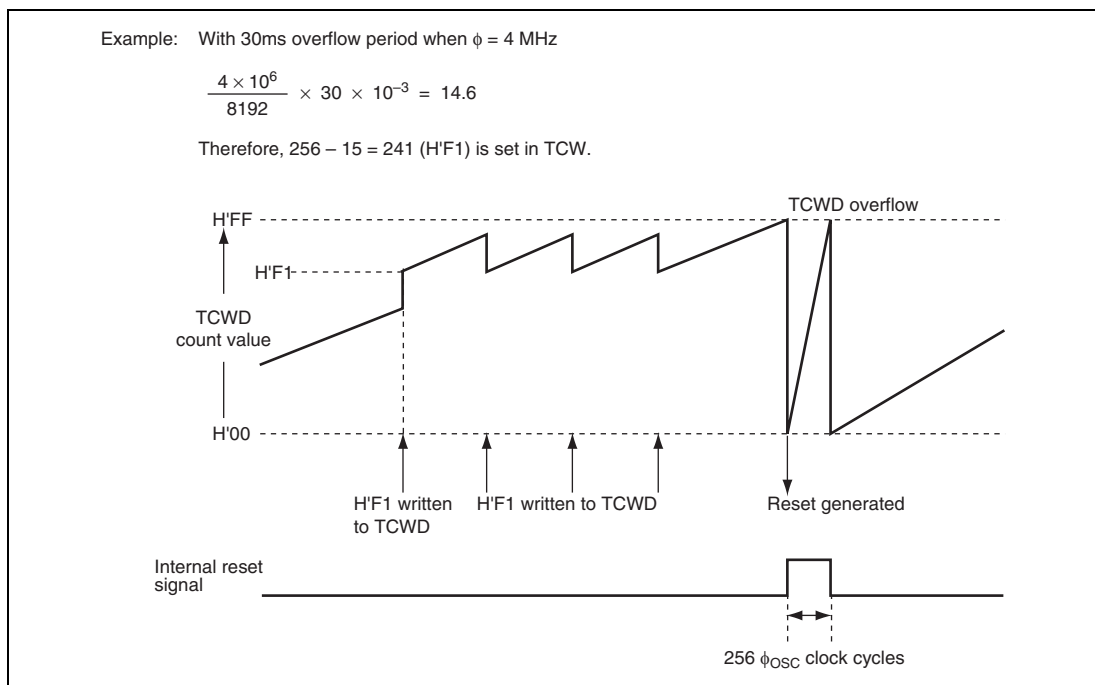 Example: With 30ms overflow period when ϕ = 4 MHz
4 × 10⁶
8192
× 30 × 10⁻³ = 14.6
Therefore, 256 – 15 = 241 (H'F1) is set in TCW.
TCWD overflow
H'FF
H'F1
TCWD
count value
H'00
H'F1 written
to TCWD
H'F1 written to TCWD
Reset generated
Internal reset
signal
256 ϕOSC clock cycles